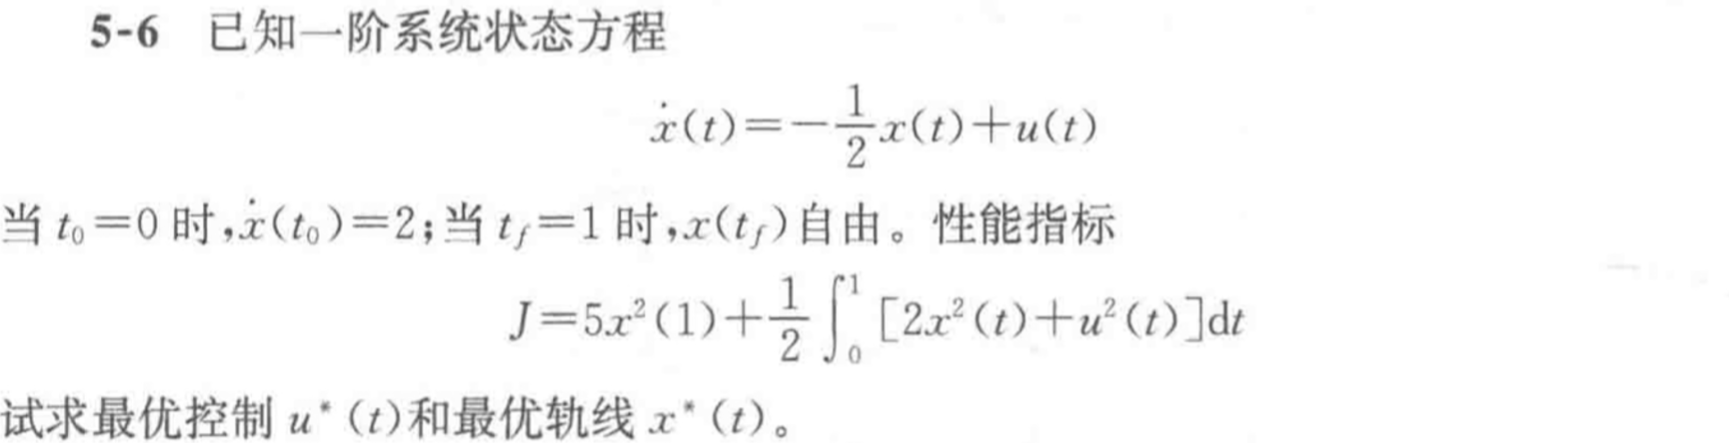 5-6 已知一阶系统状态方程
ẋ(t)=-\frac{1}{2}x(t)+u(t)
当 t₀=0 时,ẋ(t₀)=2;当 t_f=1 时,x(t_f)自由。性能指标
J=5x²(1)+\frac{1}{2}∫₀¹[2x²(t)+u²(t)]dt
试求最优控制 u*(t)和最优轨线 x*(t)。